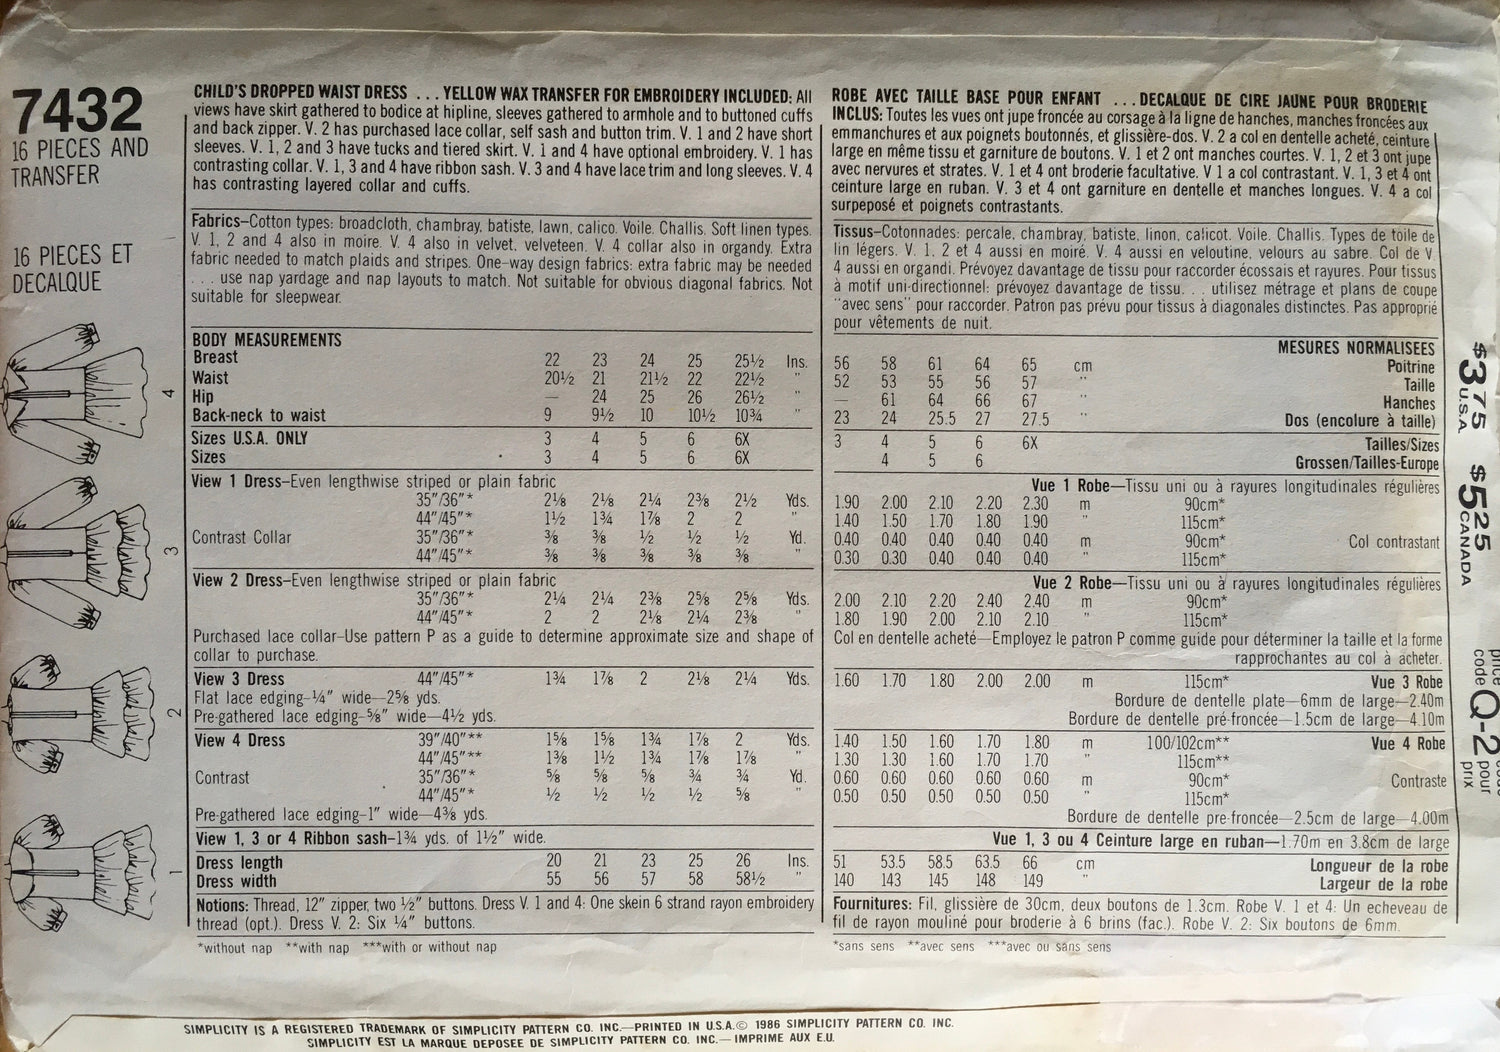 7432
16 PIECES AND
TRANSFER
16 PIECES ET
DECALQUE
4
3
2
1
CHILD'S DROPPED WAIST DRESS . . . YELLOW WAX TRANSFER FOR EMBROIDERY INCLUDED: All
views have skirt gathered to bodice at hipline, sleeves gathered to armhole and to buttoned cuffs
and back zipper. V. 2 has purchased lace collar, self sash and button trim. V. 1 and 2 have short
sleeves. V. 1, 2 and 3 have tucks and tiered skirt. V. 1 and 4 have optional embroidery. V. 1 has
contrasting collar. V. 1, 3 and 4 have ribbon sash. V. 3 and 4 have lace trim and long sleeves. V. 4
has contrasting layered collar and cuffs.
Fabrics–Cotton types: broadcloth, chambray, batiste, lawn, calico. Voile. Challis. Soft linen types.
V. 1, 2 and 4 also in moire. V. 4 also in velvet, velveteen. V. 4 collar also in organdy. Extra
fabric needed to match plaids and stripes. One-way design fabrics: extra fabric may be needed
. . . use nap yardage and nap layouts to match. Not suitable for obvious diagonal fabrics. Not
suitable for sleepwear.
BODY MEASUREMENTS
Breast 22 23 24 25 25½ Ins.
Waist 20½ 21 21½ 22 22½ "
Hip — 24 25 26 26½ "
Back-neck to waist 9 9½ 10 10½ 10¾ "
Sizes U.S.A. ONLY 3 4 5 6 6X
Sizes 3 4 5 6 6X
View 1 Dress–Even lengthwise striped or plain fabric
35"/36"* 2⅛ 2⅛ 2¼ 2⅜ 2½ Yds.
44"/45"* 1½ 1¾ 1⅞ 2 2 "
Contrast Collar 35"/36"* ⅜ ⅜ ½ ½ ½ Yd.
44"/45"* ⅜ ⅜ ⅜ ⅜ ⅜ "
View 2 Dress–Even lengthwise striped or plain fabric
35"/36"* 2¼ 2¼ 2⅜ 2⅝ 2⅝ Yds.
44"/45"* 2 2 2⅛ 2¼ 2⅜ "
Purchased lace collar–Use pattern P as a guide to determine approximate size and shape of
collar to purchase.
View 3 Dress 44"/45"* 1¾ 1⅞ 2 2⅛ 2¼ Yds.
Flat lace edging–¼" wide—2⅝ yds.
Pre-gathered lace edging–⅝" wide—4½ yds.
View 4 Dress 39"/40"** 1⅝ 1⅝ 1¾ 1⅞ 2 Yds.
44"/45"** 1⅜ 1½ 1¾ 1⅞ 1⅞ "
Contrast 35"/36"* ⅝ ⅝ ⅝ ¾ ¾ Yd.
44"/45"* ½ ½ ½ ½ ⅝ "
Pre-gathered lace edging–1" wide—4⅜ yds.
View 1, 3 or 4 Ribbon sash–1¾ yds. of 1½" wide.
Dress length 20 21 23 25 26 Ins.
Dress width 55 56 57 58 58½ "
Notions: Thread, 12" zipper, two ½" buttons. Dress V. 1 and 4: One skein 6 strand rayon embroidery
thread (opt.). Dress V. 2: Six ¼" buttons.
*without nap **with nap ***with or without nap
ROBE AVEC TAILLE BASE POUR ENFANT . . . DECALQUE DE CIRE JAUNE POUR BRODERIE
INCLUS: Toutes les vues ont jupe froncée au corsage à la ligne de hanches, manches froncées aux
emmanchures et aux poignets boutonnés, et glissière-dos. V. 2 a col en dentelle acheté, ceinture
large en même tissu et garniture de boutons. V. 1 et 2 ont manches courtes. V. 1, 2 et 3 ont jupe
avec nervures et strates. V. 1 et 4 ont broderie facultative. V 1 a col contrastant. V. 1, 3 et 4 ont
ceinture large en ruban. V. 3 et 4 ont garniture en dentelle et manches longues. V. 4 a col
surpeposé et poignets contrastants.
Tissus–Cotonnades: percale, chambray, batiste, linon, calicot. Voile. Challis. Types de toile de
lin légers. V. 1, 2 et 4 aussi en moiré. V. 4 aussi en veloutine, velours au sabre. Col de V.
4 aussi en organdi. Prévoyez davantage de tissu pour raccorder écossais et rayures. Pour tissus
à motif uni-directionnel: prévoyez davantage de tissu. . . utilisez métrage et plans de coupe
"avec sens" pour raccorder. Patron pas prévu pour tissus à diagonales distinctes. Pas approprié
pour vêtements de nuit.
MESURES NORMALISEES
56 58 61 64 65 cm Poitrine
52 53 55 56 57 " Taille
— 61 64 66 67 " Hanches
23 24 25.5 27 27.5 " Dos (encolure à taille)
3 4 5 6 6X Tailles/Sizes
4 5 6 Grossen/Tailles-Europe
Vue 1 Robe—Tissu uni ou à rayures longitudinales régulières
1.90 2.00 2.10 2.20 2.30 m 90cm*
1.40 1.50 1.70 1.80 1.90 " 115cm*
0.40 0.40 0.40 0.40 0.40 m 90cm* Col contrastant
0.30 0.30 0.40 0.40 0.40 " 115cm*
Vue 2 Robe—Tissu uni ou à rayures longitudinales régulières
2.00 2.10 2.20 2.40 2.40 m 90cm*
1.80 1.90 2.00 2.10 2.10 " 115cm*
Col en dentelle acheté—Employez le patron P comme guide pour déterminer la taille et la forme
rapprochantes au col à acheter.
1.60 1.70 1.80 2.00 2.00 m 115cm* Vue 3 Robe
Bordure de dentelle plate—6mm de large—2.40m
Bordure de dentelle pré-froncée—1.5cm de large—4.10m
1.40 1.50 1.60 1.70 1.80 m 100/102cm** Vue 4 Robe
1.30 1.30 1.60 1.70 1.70 " 115cm**
0.60 0.60 0.60 0.60 0.60 m 90cm* Contraste
0.50 0.50 0.50 0.50 0.50 " 115cm*
Bordure de dentelle pre-froncée—2.5cm de large—4.00m
Vue 1, 3 ou 4 Ceinture large en ruban—1.70m en 3.8cm de large
51 53.5 58.5 63.5 66 cm Longueur de la robe
140 143 145 148 149 " Largeur de la robe
Fournitures: Fil, glissière de 30cm, deux boutons de 1.3cm. Robe V. 1 et 4: Un echeveau de
fil de rayon mouliné pour broderie à 6 brins (fac.). Robe V. 2: Six boutons de 6mm.
*sans sens **avec sens ***avec ou sans sens
$375 U.S.A.
$525 CANADA
price
code Q-2
pour
prix
SIMPLICITY IS A REGISTERED TRADEMARK OF SIMPLICITY PATTERN CO. INC.—PRINTED IN U.S.A.© 1986 SIMPLICITY PATTERN CO. INC.
SIMPLICITY EST LA MARQUE DEPOSEE DE SIMPLICITY PATTERN CO. INC.—IMPRIME AUX E.U.